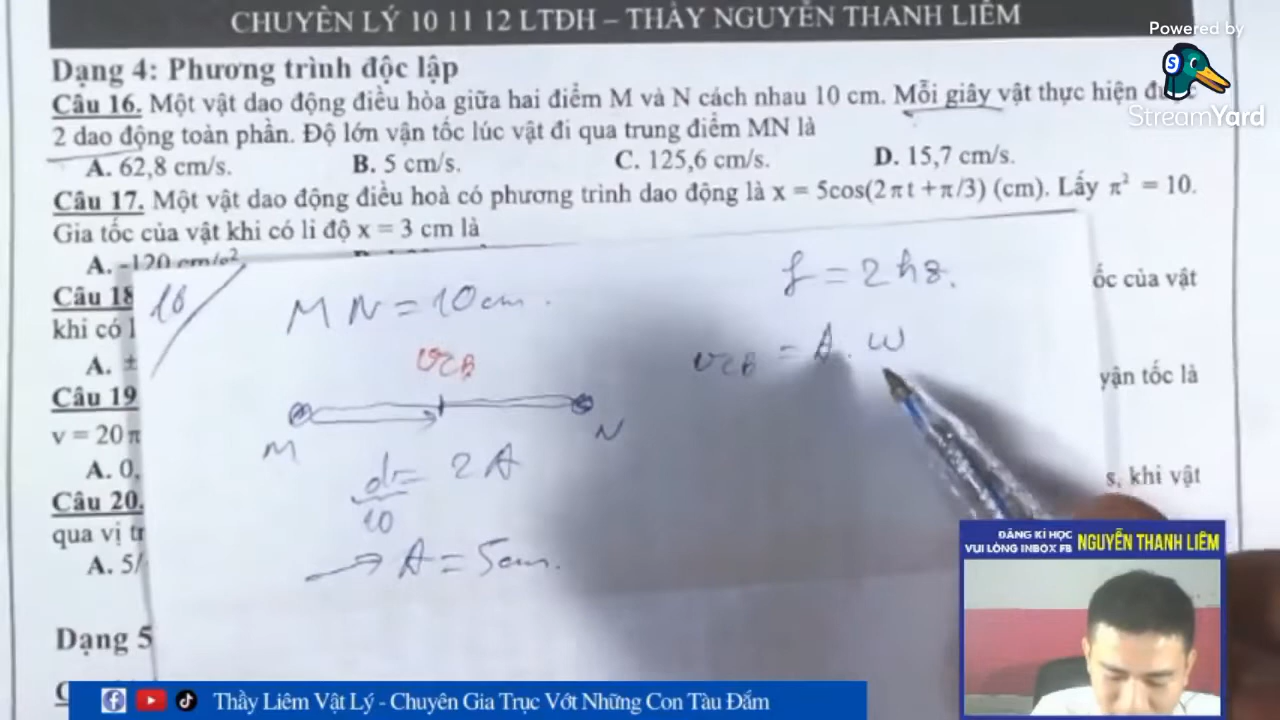 CHUYÊN LÝ 10 11 12 LTĐH – THẦY NGUYỄN THANH LIÊM
Powered by
StreamYard
Dạng 4: Phương trình độc lập
Câu 16. Một vật dao động điều hòa giữa hai điểm M và N cách nhau 10 cm. Mỗi giây vật thực hiện
2 dao động toàn phần. Độ lớn vận tốc lúc vật đi qua trung điểm MN là
A. 62,8 cm/s. B. 5 cm/s. C. 125,6 cm/s. D. 15,7 cm/s.
Câu 17. Một vật dao động điều hoà có phương trình dao động là x = 5cos(2πt + π/3) (cm). Lấy π² = 10.
Gia tốc của vật khi có li độ x = 3 cm là
A. -120 cm/s²
Câu 18
ốc của vật
khi có l
A. ±
Câu 19
yận tốc là
v = 20π
A. 0,
Câu 20.
s, khi vật
qua vị tr
A. 5/
Dạng 5
16
MN = 10cm.
VTCB
M
N
d = 2A
10
→ A = 5cm.
f = 2hz.
= A. ω
ĐĂNG KÍ HỌC
VUI LÒNG INBOX FB NGUYỄN THANH LIÊM
Thầy Liêm Vật Lý - Chuyên Gia Trục Vớt Những Con Tàu Đắm